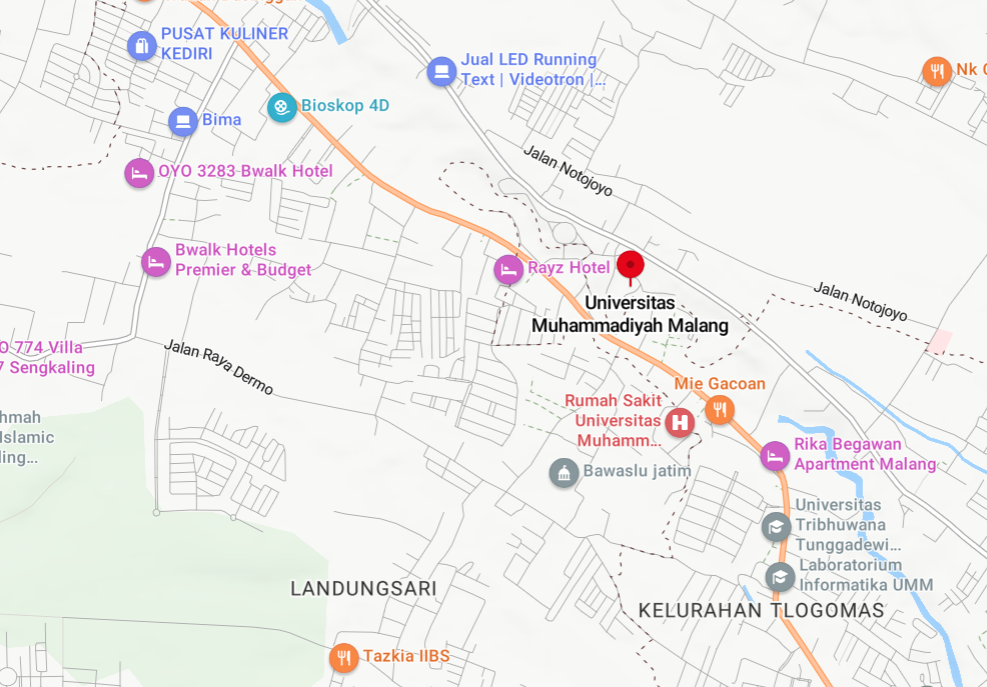 PUSAT KULINER
KEDIRI
Jual LED Running
Text | Videotron |...
Nk
Bioskop 4D
Bima
Jalan Notojoyo
OYO 3283 Bwalk Hotel
Bwalk Hotels
Premier & Budget
Rayz Hotel
Universitas
Muhammadiyah Malang
Jalan Notojoyo
O 774 Villa
7 Sengkaling
Jalan Raya Dermo
Mie Gacoan
Rumah Sakit
Universitas
Muhamm...
hmah
Islamic
ling...
Rika Begawan
Apartment Malang
Bawaslu jatim
Universitas
Tribhuwana
Tunggadewi...
Laboratorium
Informatika UMM
LANDUNGSARI
KELURAHAN TLOGOMAS
Tazkia IIBS